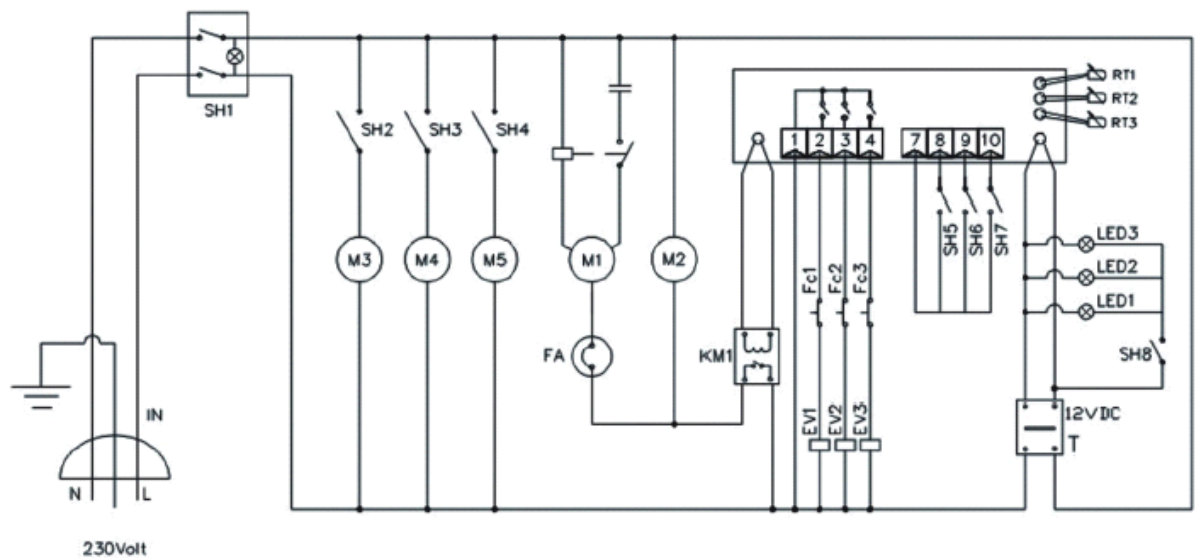 SH1
SH2
SH3
SH4
M3
M4
M5
M1
M2
FA
KM1
RT1
RT2
RT3
1 2 3 4
7 8 9 10
SH5
SH6
SH7
Fc1
Fc2
Fc3
EV1
EV2
EV3
LED3
LED2
LED1
SH8
12VDC
T
IN
N
L
230Volt